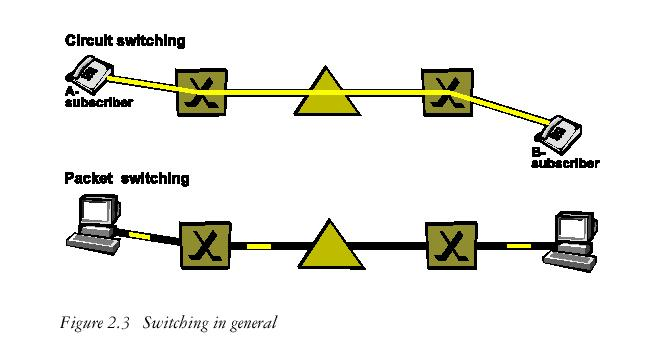 Circuit switching
A-
subscriber
X
X
B-
subscriber
Packet switching
X
X
Figure 2.3 Switching in general